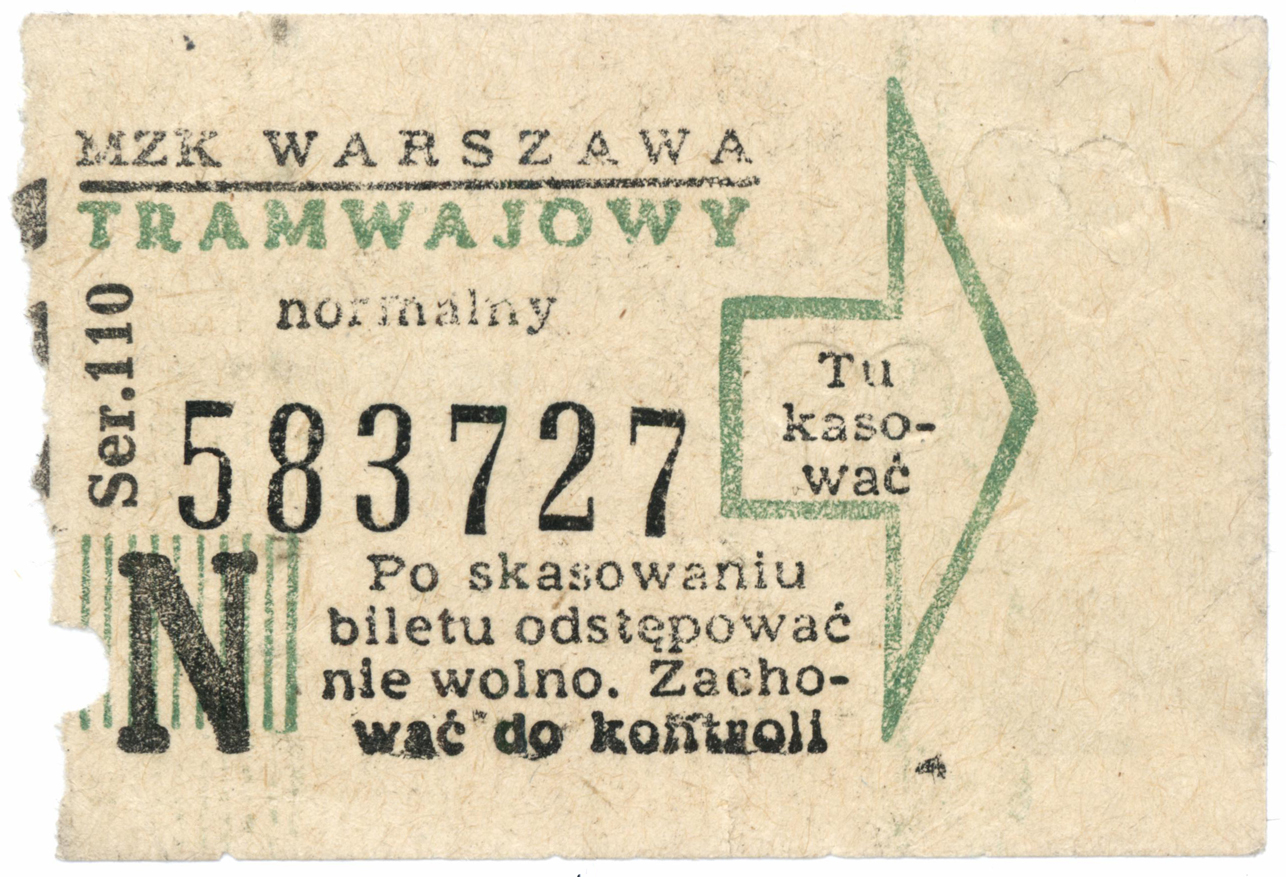 MZK WARSZAWA
TRAMWAJOWY
normalny
Ser.110
583727
Tu
kaso-
wać
N
Po skasowaniu
biletu odstępować
nie wolno. Zacho-
wać do kontroli